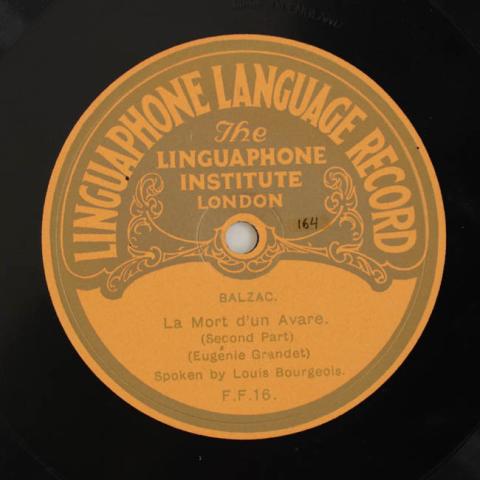 LINGUAPHONE LANGUAGE RECORD
The
LINGUAPHONE
INSTITUTE
LONDON
164
BALZAC.
La Mort d'un Avare.
(Second Part)
(Eugénie Grandet)
Spoken by Louis Bourgeois.
F.F.16.